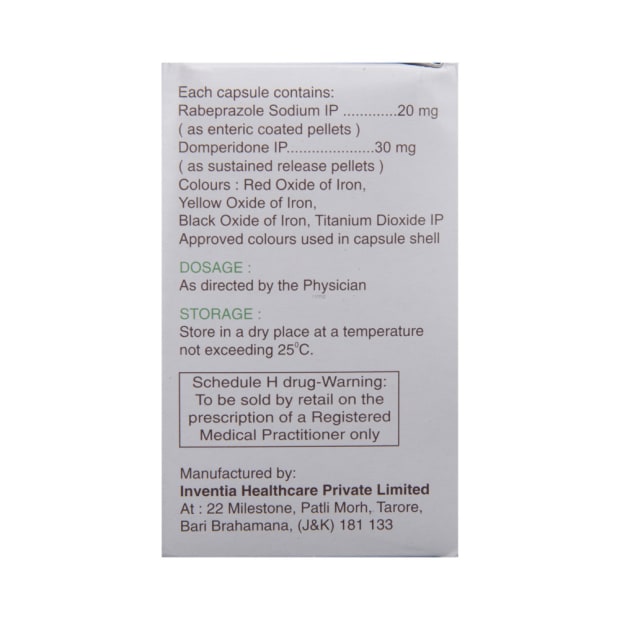 Each capsule contains:
Rabeprazole Sodium IP .............20 mg
( as enteric coated pellets )
Domperidone IP.....................30 mg
( as sustained release pellets )
Colours : Red Oxide of Iron,
Yellow Oxide of Iron,
Black Oxide of Iron, Titanium Dioxide IP
Approved colours used in capsule shell
DOSAGE :
As directed by the Physician
STORAGE :
Store in a dry place at a temperature
not exceeding 25°C.
Schedule H drug-Warning:
To be sold by retail on the
prescription of a Registered
Medical Practitioner only
Manufactured by:
Inventia Healthcare Private Limited
At : 22 Milestone, Patli Morh, Tarore,
Bari Brahamana, (J&K) 181 133